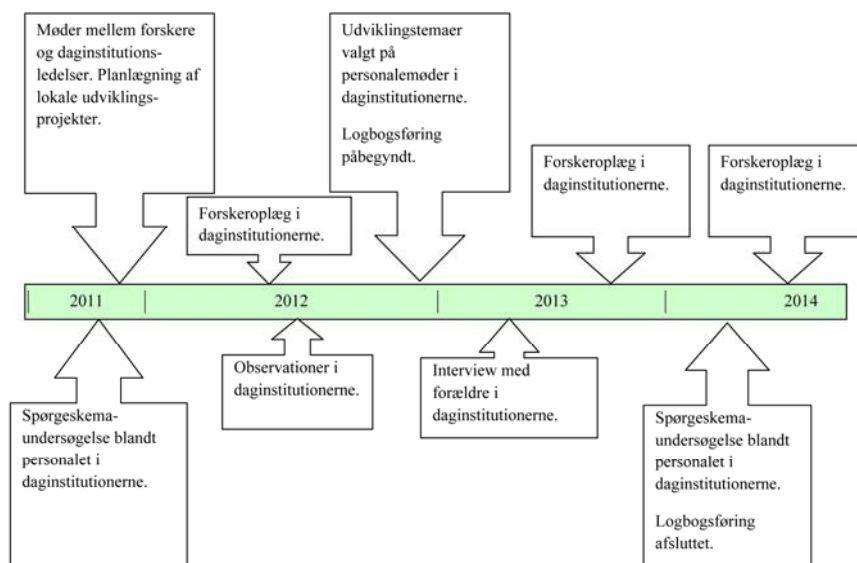 Møder mellem forskere
og daginstitutions-
ledelser. Planlægning af
lokale udviklings-
projekter.
Udviklingstemaer
valgt på
personalemøder i
daginstitutionerne.
Logbogsføring
påbegyndt.
Forskeroplæg i
daginstitutionerne.
Forskeroplæg i
daginstitutionerne.
Forskeroplæg i
daginstitutionerne.
2011 2012 2013 2014
Observationer i
daginstitutionerne.
Interview med
forældre i
daginstitutionerne.
Spørgeskema-
undersøgelse blandt
personalet i
daginstitutionerne.
Spørgeskema-
undersøgelse blandt
personalet i
daginstitutionerne.
Logbogsføring
afsluttet.